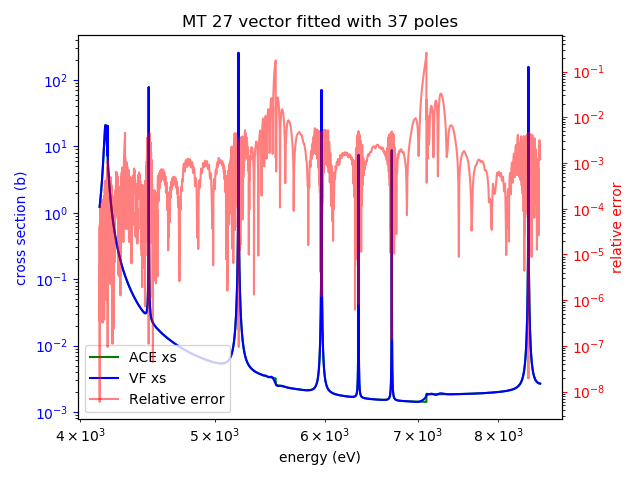 MT 27 vector fitted with 37 poles
10²
10¹
10⁰
10⁻¹
10⁻²
10⁻³
cross section (b)
10⁻¹
10⁻²
10⁻³
10⁻⁴
10⁻⁵
10⁻⁶
10⁻⁷
10⁻⁸
relative error
ACE xs
VF xs
Relative error
4 × 10³ 5 × 10³ 6 × 10³ 7 × 10³ 8 × 10³
energy (eV)